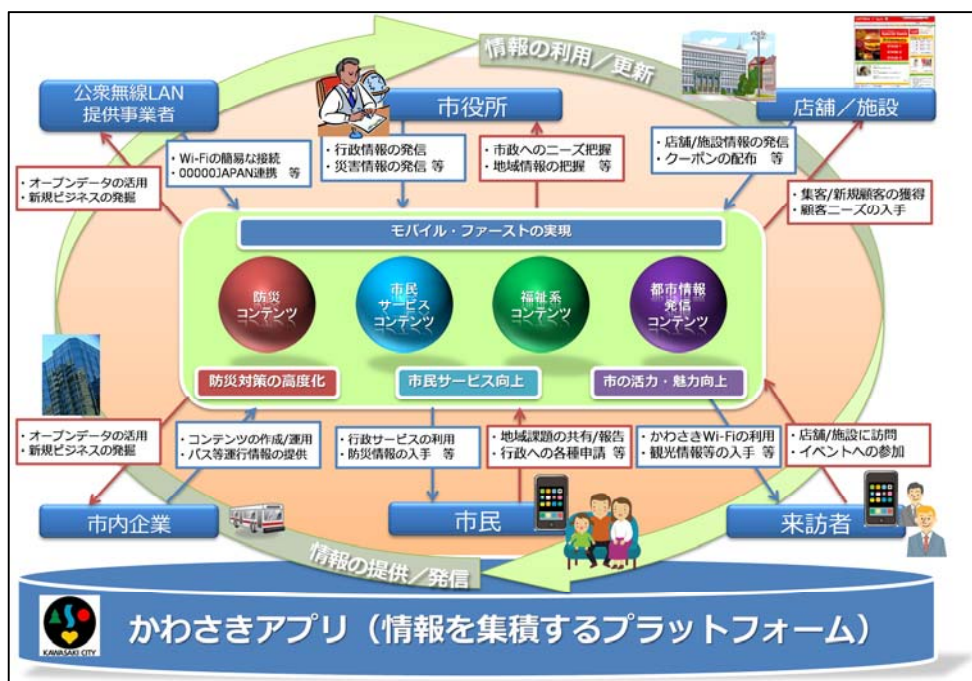 情報の利用／更新
公衆無線LAN
提供事業者
市役所
店舗／施設
・Wi-Fiの簡易な接続
・00000JAPAN連携　等
・行政情報の発信
・災害情報の発信　等
・市政へのニーズ把握
・地域情報の把握　等
・店舗/施設情報の発信
・クーポンの配布　等
・オープンデータの活用
・新規ビジネスの発掘
・集客/新規顧客の獲得
・顧客ニーズの入手
モバイル・ファーストの実現
防災
コンテンツ
市民
サービス
コンテンツ
福祉系
コンテンツ
都市情報
発信
コンテンツ
防災対策の高度化
市民サービス向上
市の活力・魅力向上
・オープンデータの活用
・新規ビジネスの発掘
・コンテンツの作成/運用
・バス等運行情報の提供
・行政サービスの利用
・防災情報の入手　等
・地域課題の共有/報告
・行政への各種申請　等
・かわさきWi-Fiの利用
・観光情報等の入手　等
・店舗/施設に訪問
・イベントへの参加
市内企業
市民
来訪者
情報の提供／発信
かわさきアプリ（情報を集積するプラットフォーム）
KAWASAKI CITY